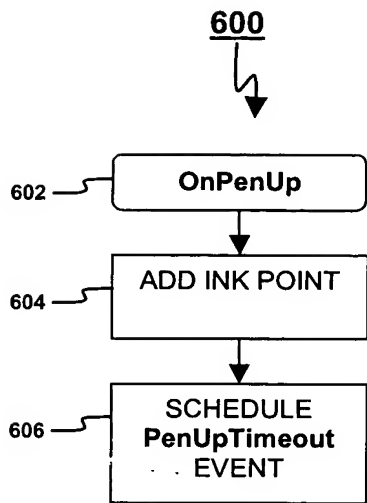 600
602
OnPenUp
604
ADD INK POINT
606
SCHEDULE
PenUpTimeout
EVENT